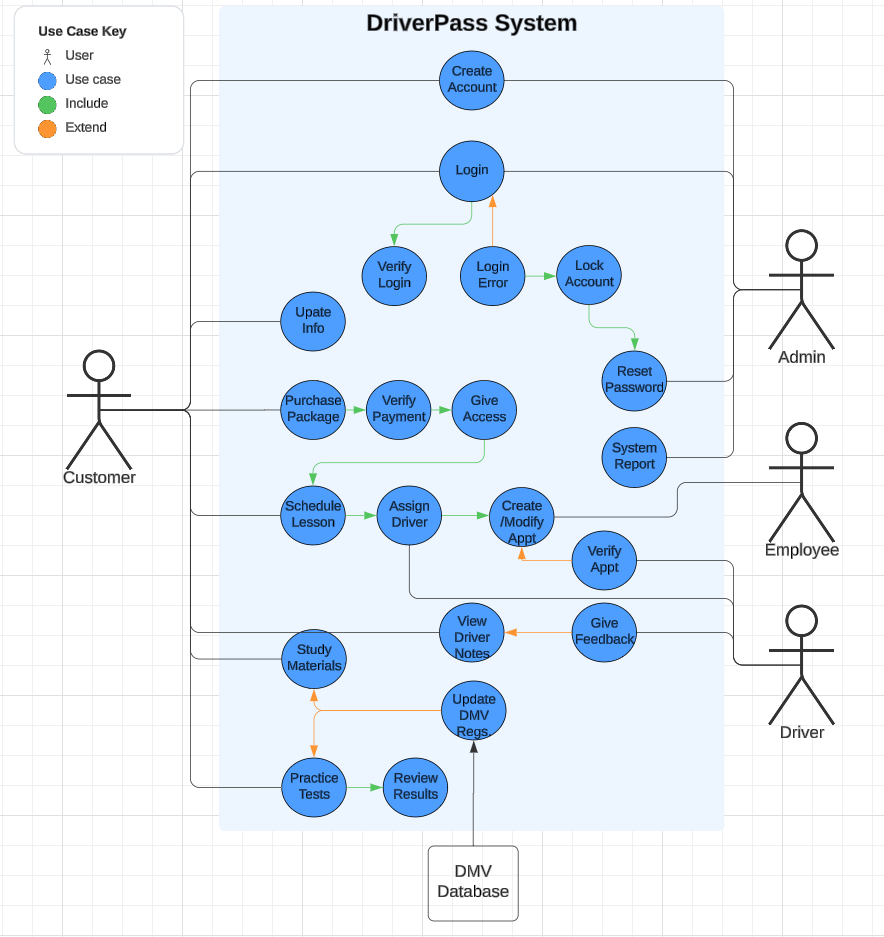 DriverPass System
Use Case Key
User
Use case
Include
Extend
Create
Account
Login
Verify
Login
Login
Error
Lock
Account
Upate
Info
Reset
Password
Admin
Purchase
Package
Verify
Payment
Give
Access
System
Report
Customer
Schedule
Lesson
Assign
Driver
Create
/Modify
Appt
Employee
Verify
Appt
View
Driver
Notes
Give
Feedback
Study
Materials
Update
DMV
Regs.
Driver
Practice
Tests
Review
Results
DMV
Database